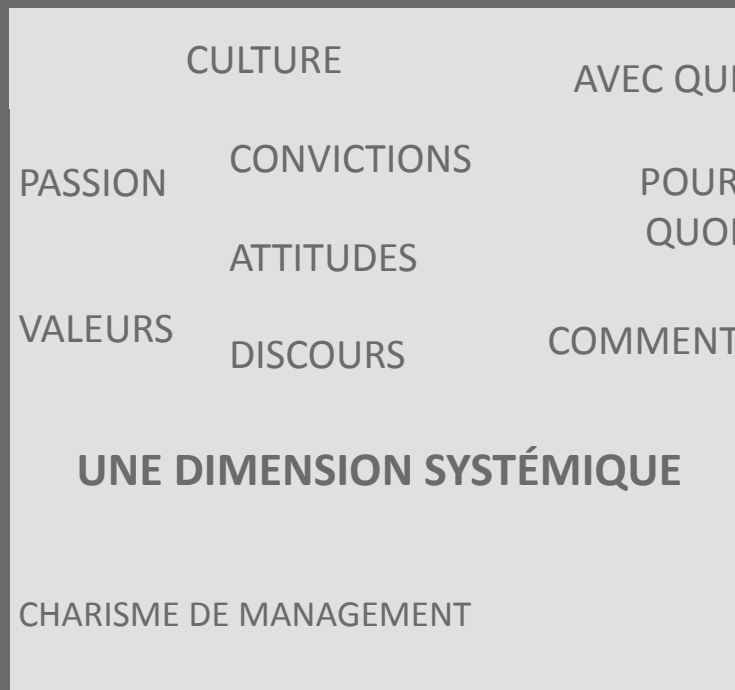 CULTURE
AVEC QUI
PASSION
CONVICTIONS
POUR
QUOI
ATTITUDES
VALEURS
DISCOURS
COMMENT
UNE DIMENSION SYSTÉMIQUE
CHARISME DE MANAGEMENT